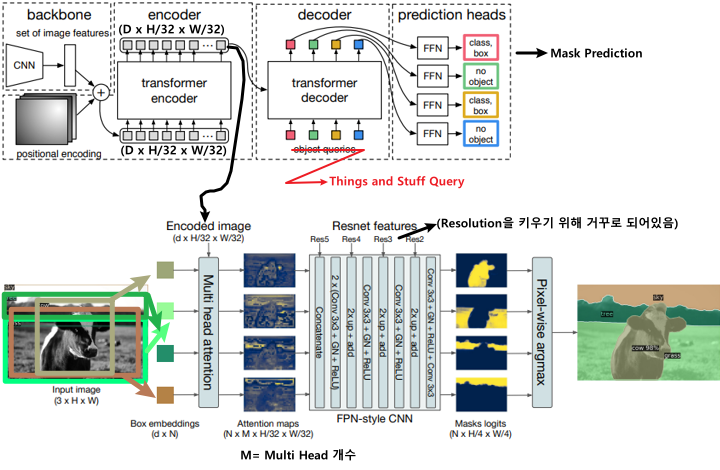 backbone
encoder
decoder
prediction heads
(D x H/32 x W/32)
set of image features
CNN
positional encoding
+
...
transformer
encoder
...
(D x H/32 x W/32)
transformer
decoder
object queries
Things and Stuff Query
FFN
FFN
FFN
FFN
class,
box
no
object
class,
box
no
object
Mask Prediction
Encoded image
(d x H/32 x W/32)
Resnet features
(Resolution을 키우기 위해 거꾸로 되어있음)
Res5
Res4
Res3
Res2
Input image
(3 x H x W)
Box embeddings
(d x N)
Multi head attention
Attention maps
(N x M x H/32 x W/32)
M= Multi Head 개수
Concatenate
2 x (Conv 3x3 + GN + ReLU)
2x up + add
Conv 3x3 + GN + ReLU
2x up + add
Conv 3x3 + GN + ReLU
2x up + add
Conv 3x3 + GN + ReLU + Conv 3x3
FPN-style CNN
Masks logits
(N x H/4 x W/4)
Pixel-wise argmax
sky
tree
cow 98%
grass